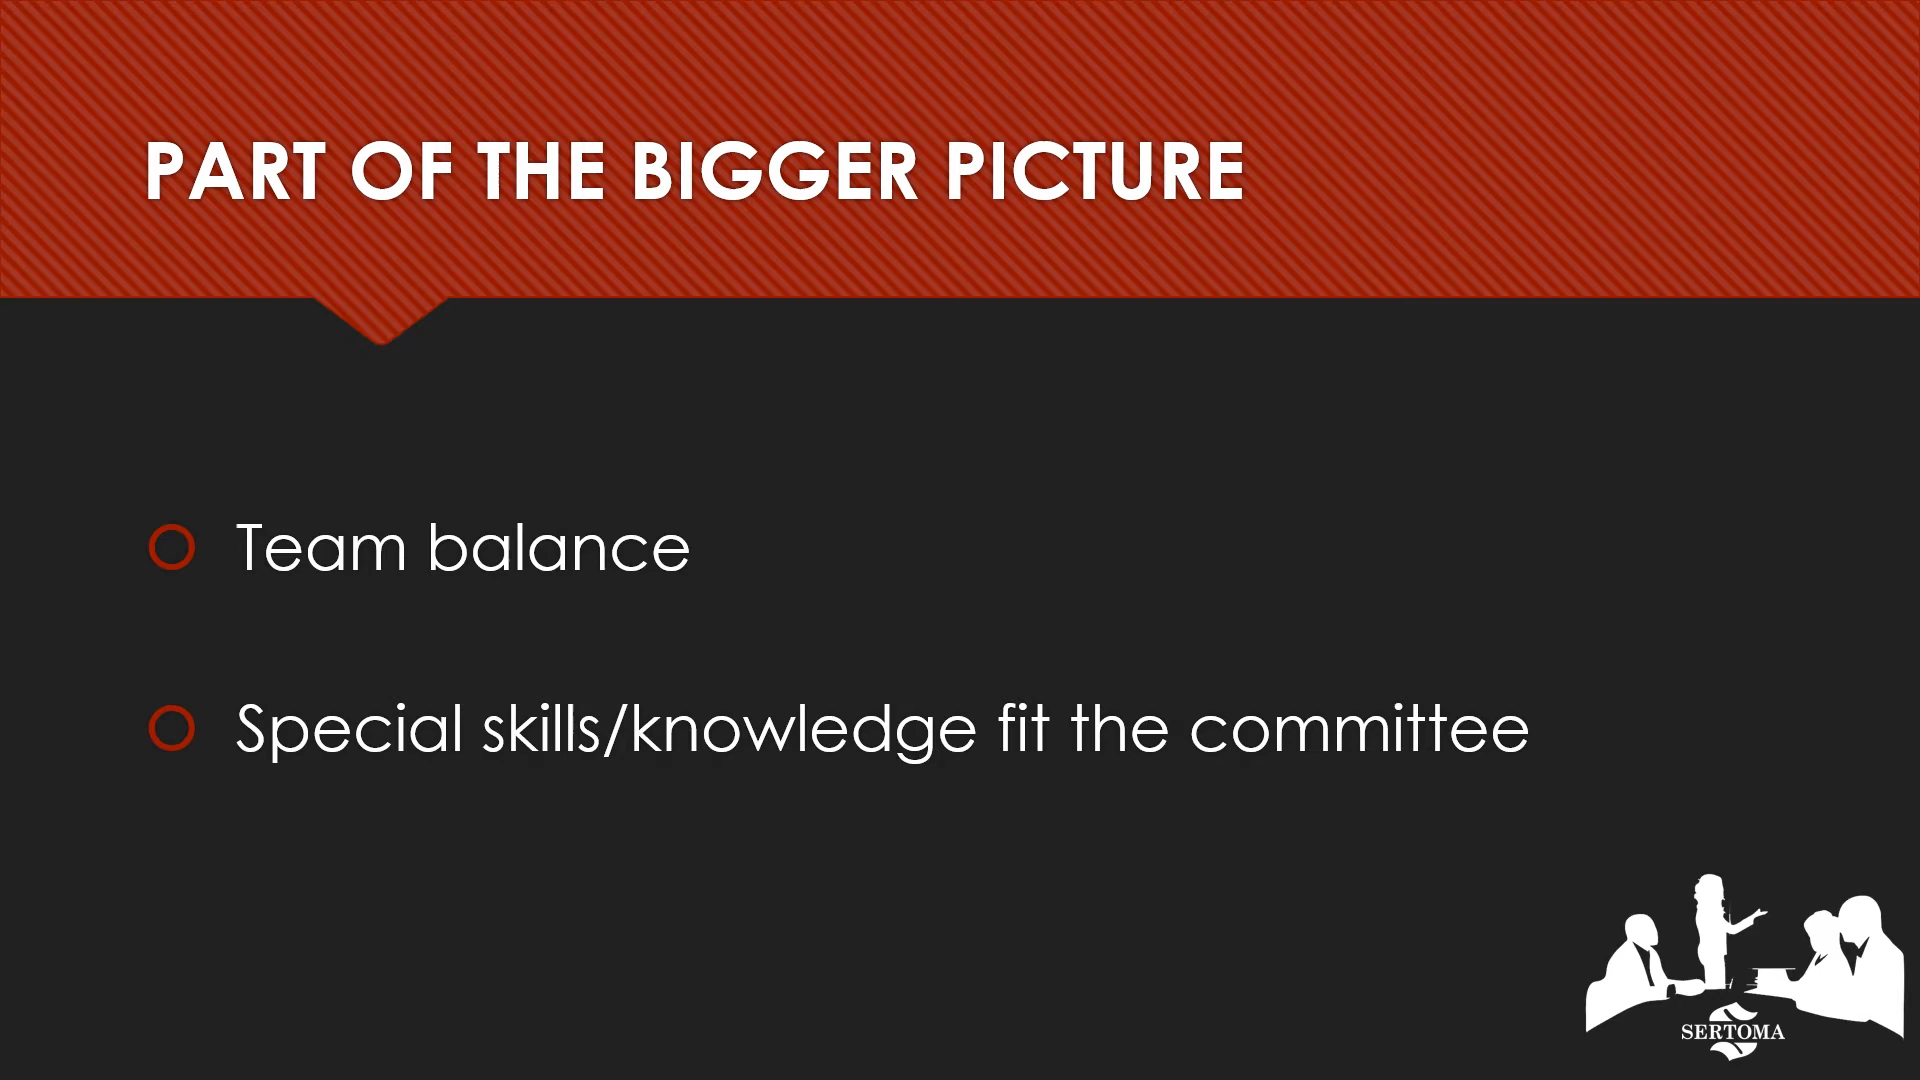 PART OF THE BIGGER PICTURE
Team balance
Special skills/knowledge fit the committee
SERTOMA